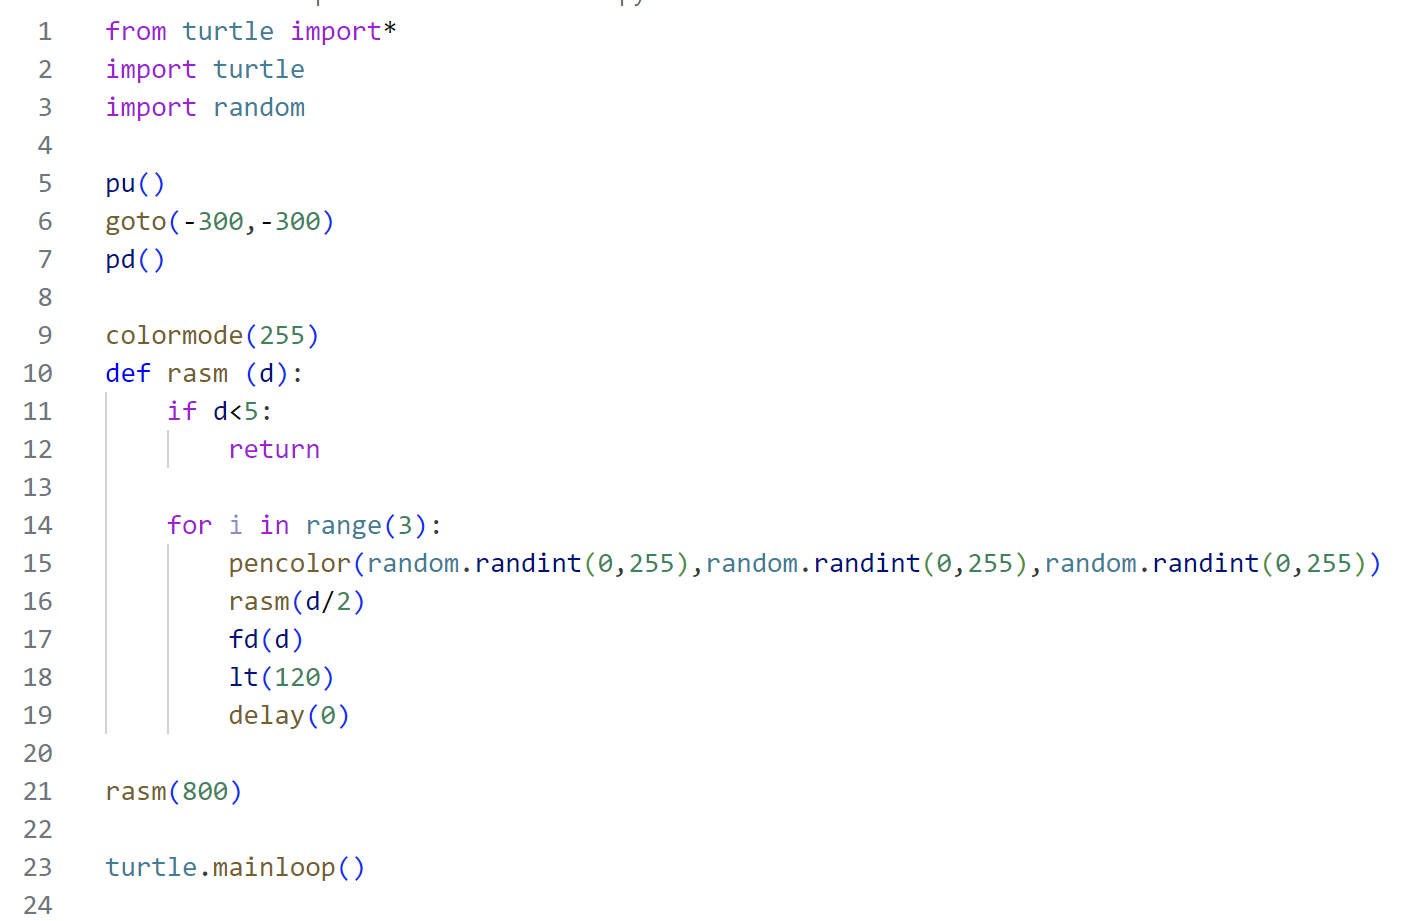 1 from turtle import*
2 import turtle
3 import random
4
5 pu()
6 goto(-300,-300)
7 pd()
8
9 colormode(255)
10 def rasm (d):
11     if d<5:
12         return
13
14     for i in range(3):
15         pencolor(random.randint(0,255),random.randint(0,255),random.randint(0,255))
16         rasm(d/2)
17         fd(d)
18         lt(120)
19         delay(0)
20
21 rasm(800)
22
23 turtle.mainloop()
24